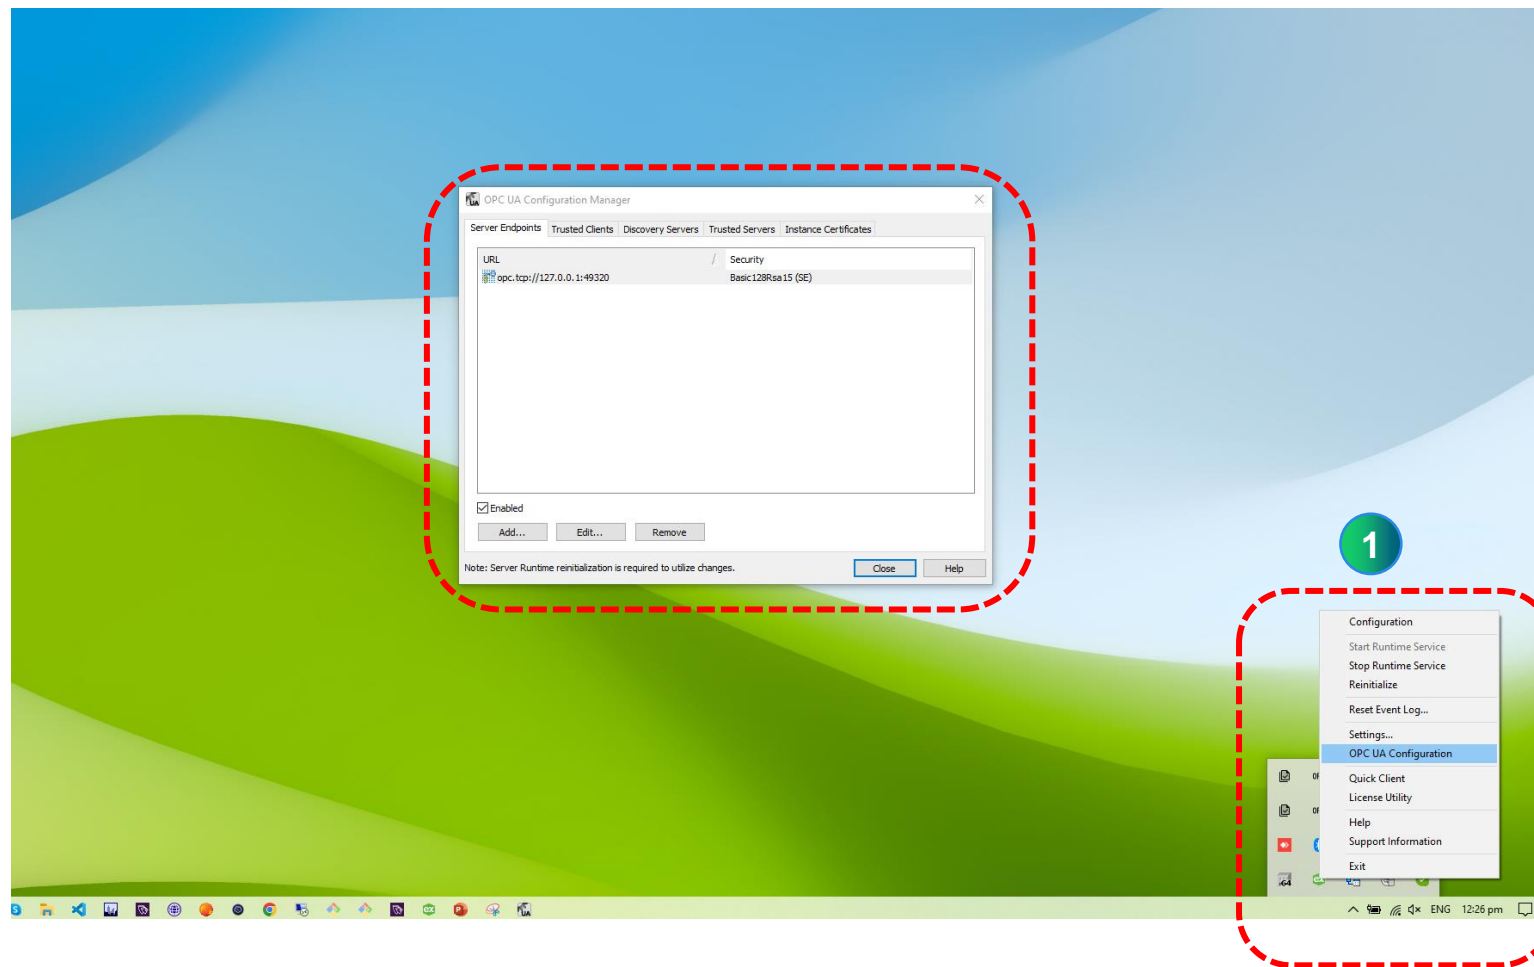 OPC UA Configuration Manager
Server Endpoints Trusted Clients Discovery Servers Trusted Servers Instance Certificates
URL / Security
opc.tcp://127.0.0.1:49320 Basic128Rsa15 (SE)
Enabled
Add... Edit... Remove
Note: Server Runtime reinitialization is required to utilize changes. Close Help
1
Configuration
Start Runtime Service
Stop Runtime Service
Reinitialize
Reset Event Log...
Settings...
OPC UA Configuration
Quick Client
License Utility
Help
Support Information
Exit
64
ENG 12:26 pm